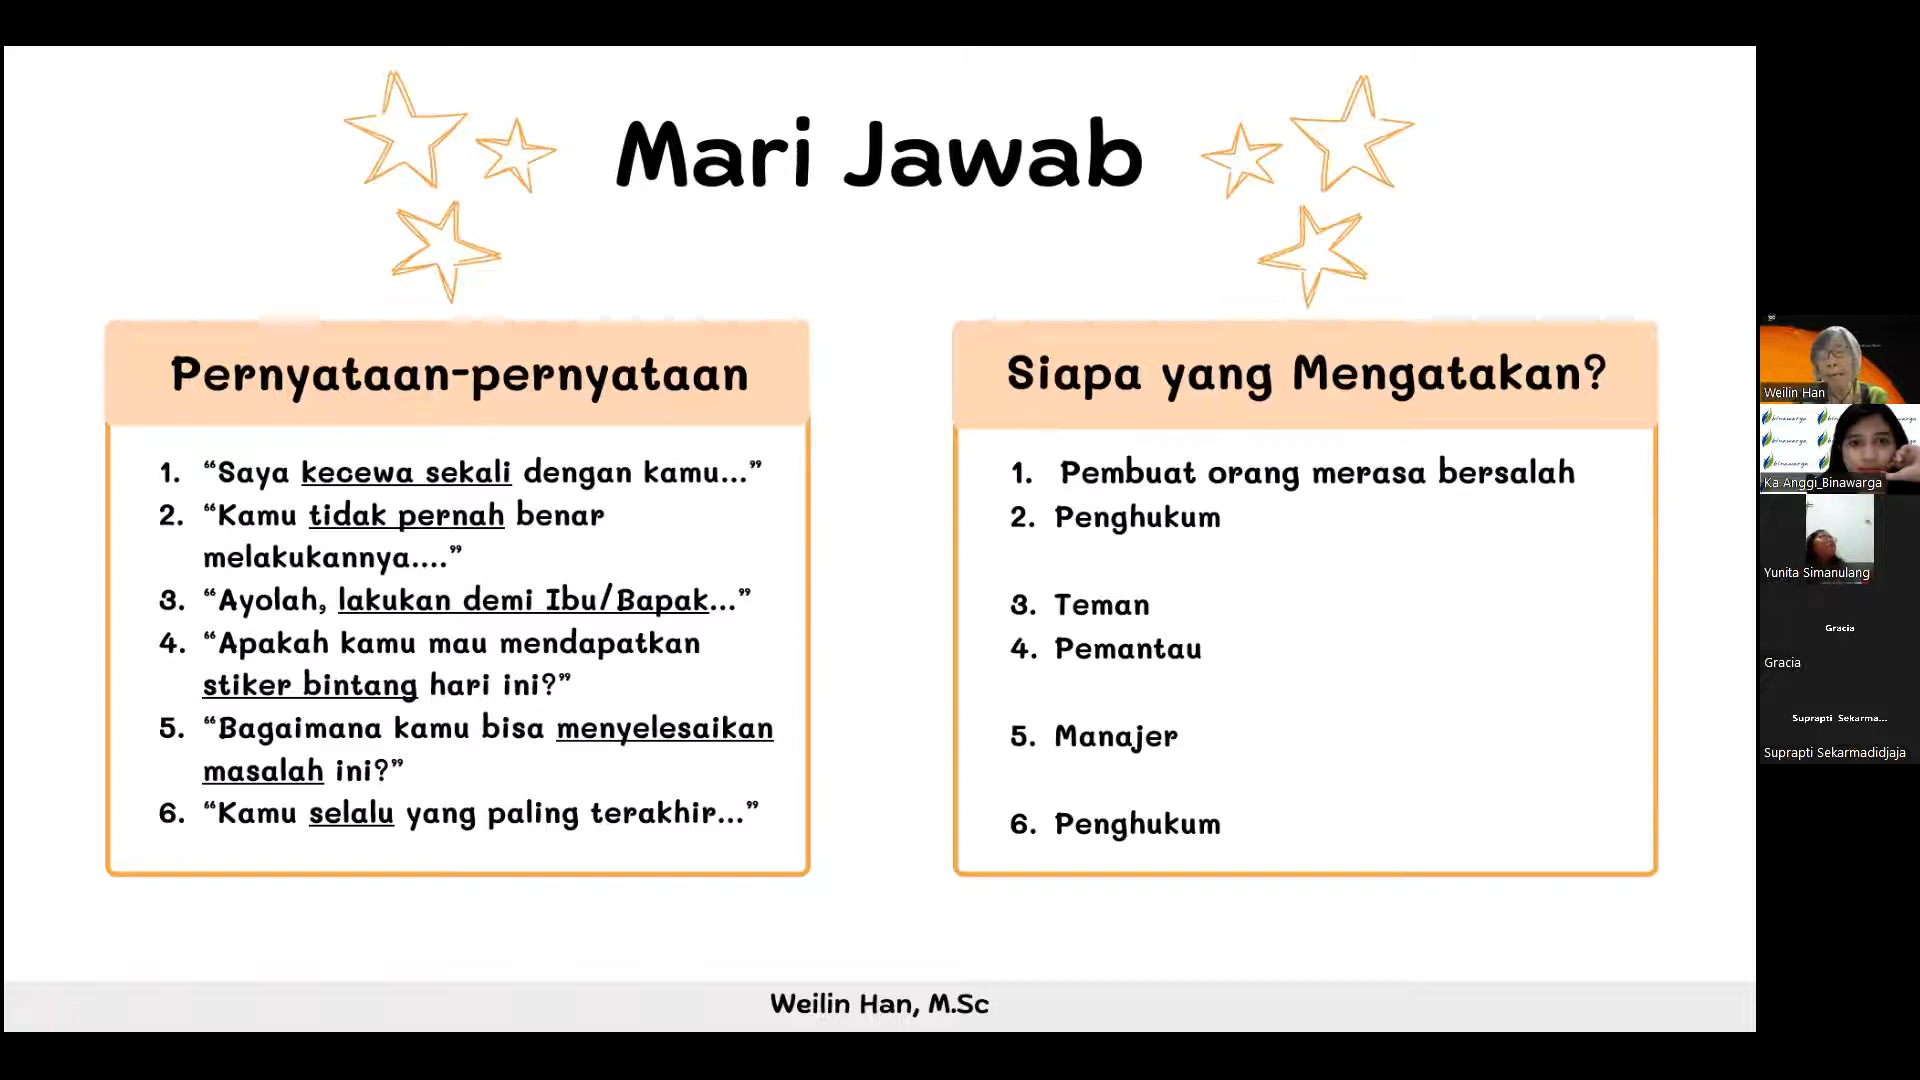 Mari Jawab
Pernyataan-pernyataan
1. “Saya kecewa sekali dengan kamu...”
2. “Kamu tidak pernah benar
melakukannya....”
3. “Ayolah, lakukan demi Ibu/Bapak...”
4. “Apakah kamu mau mendapatkan
stiker bintang hari ini?”
5. “Bagaimana kamu bisa menyelesaikan
masalah ini?”
6. “Kamu selalu yang paling terakhir...”
Siapa yang Mengatakan?
1. Pembuat orang merasa bersalah
2. Penghukum
3. Teman
4. Pemantau
5. Manajer
6. Penghukum
Weilin Han, M.Sc
Weilin Han
binawarga
binawarga
binawarga
Ka Anggi_Binawarga
Yunita Simanulang
Gracia
Gracia
Suprapti Sekarma...
Suprapti Sekarmadidjaja